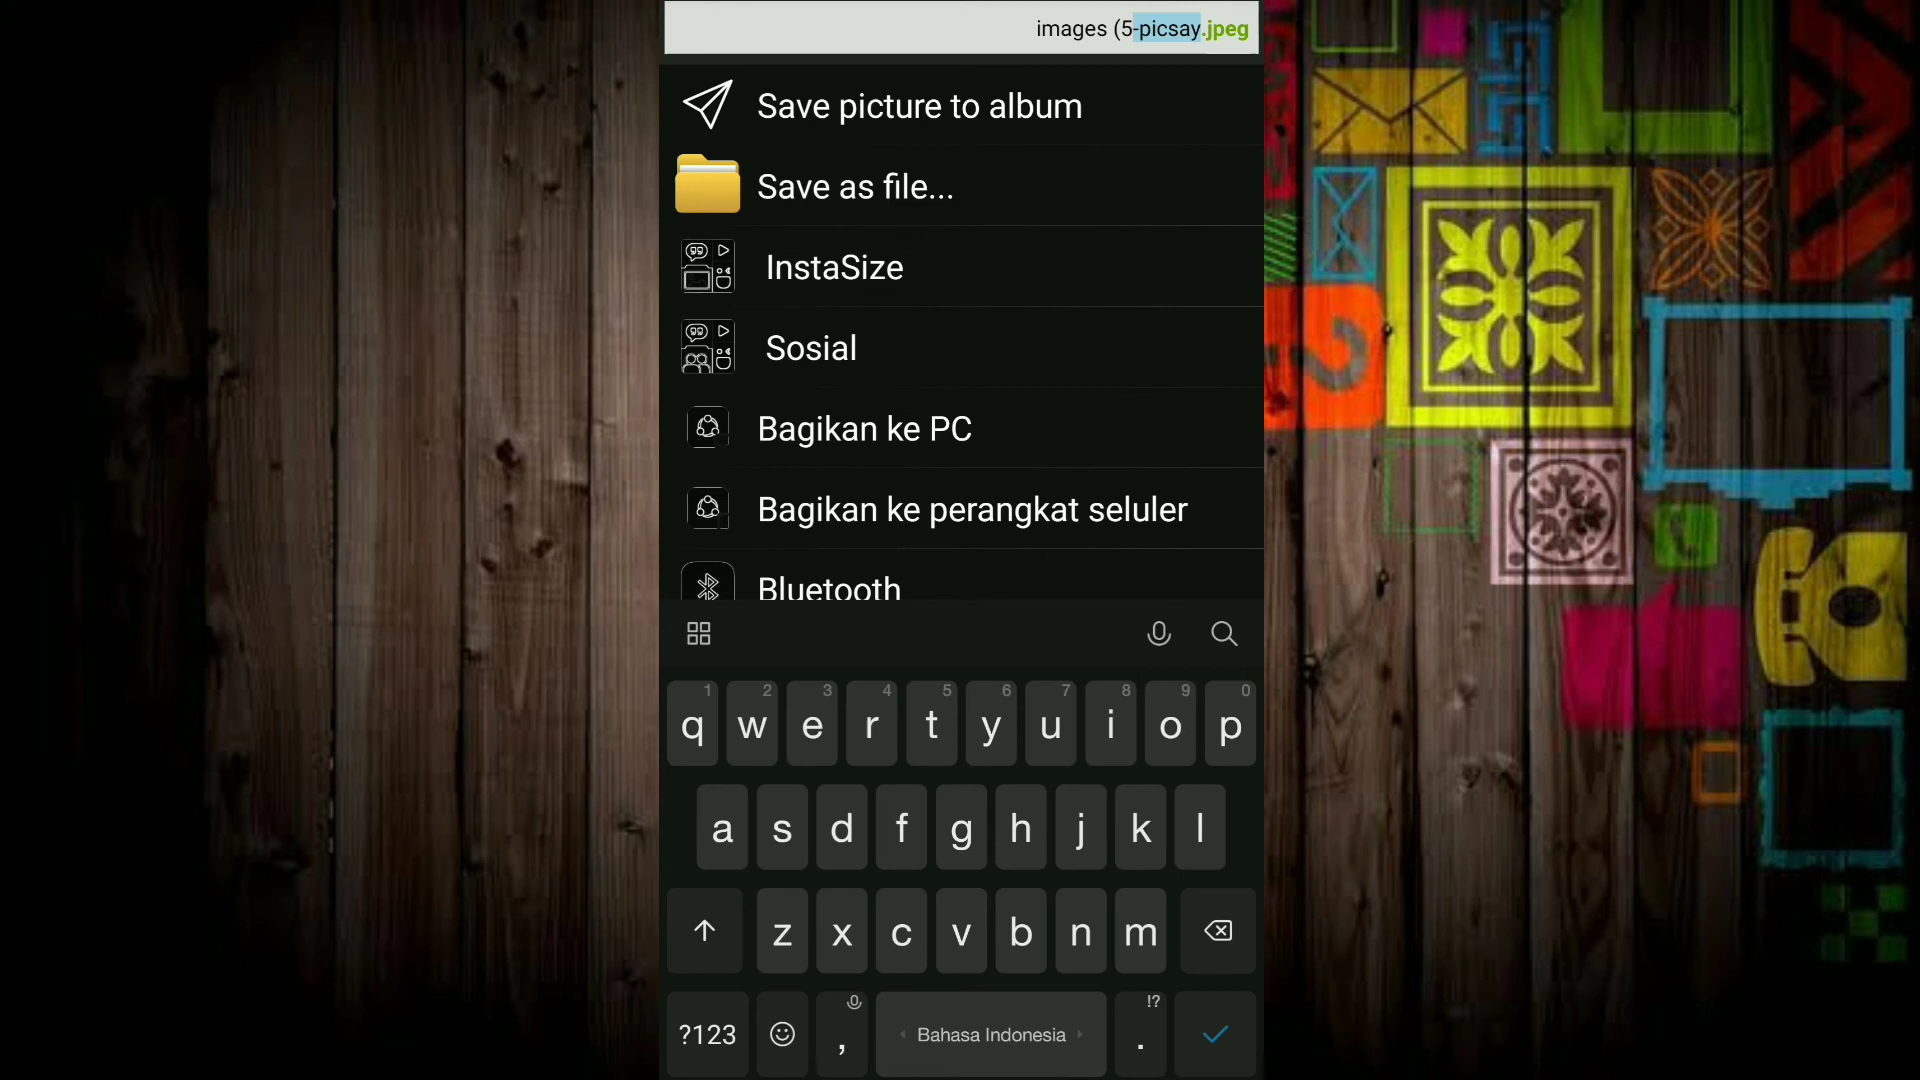 images (5-picsay.jpeg
Save picture to album
Save as file...
InstaSize
Sosial
Bagikan ke PC
Bagikan ke perangkat seluler
Bluetooth
1 2 3 4 5 6 7 8 9 0
q w e r t y u i o p
a s d f g h j k l
z x c v b n m
!?
?123 , Bahasa Indonesia .